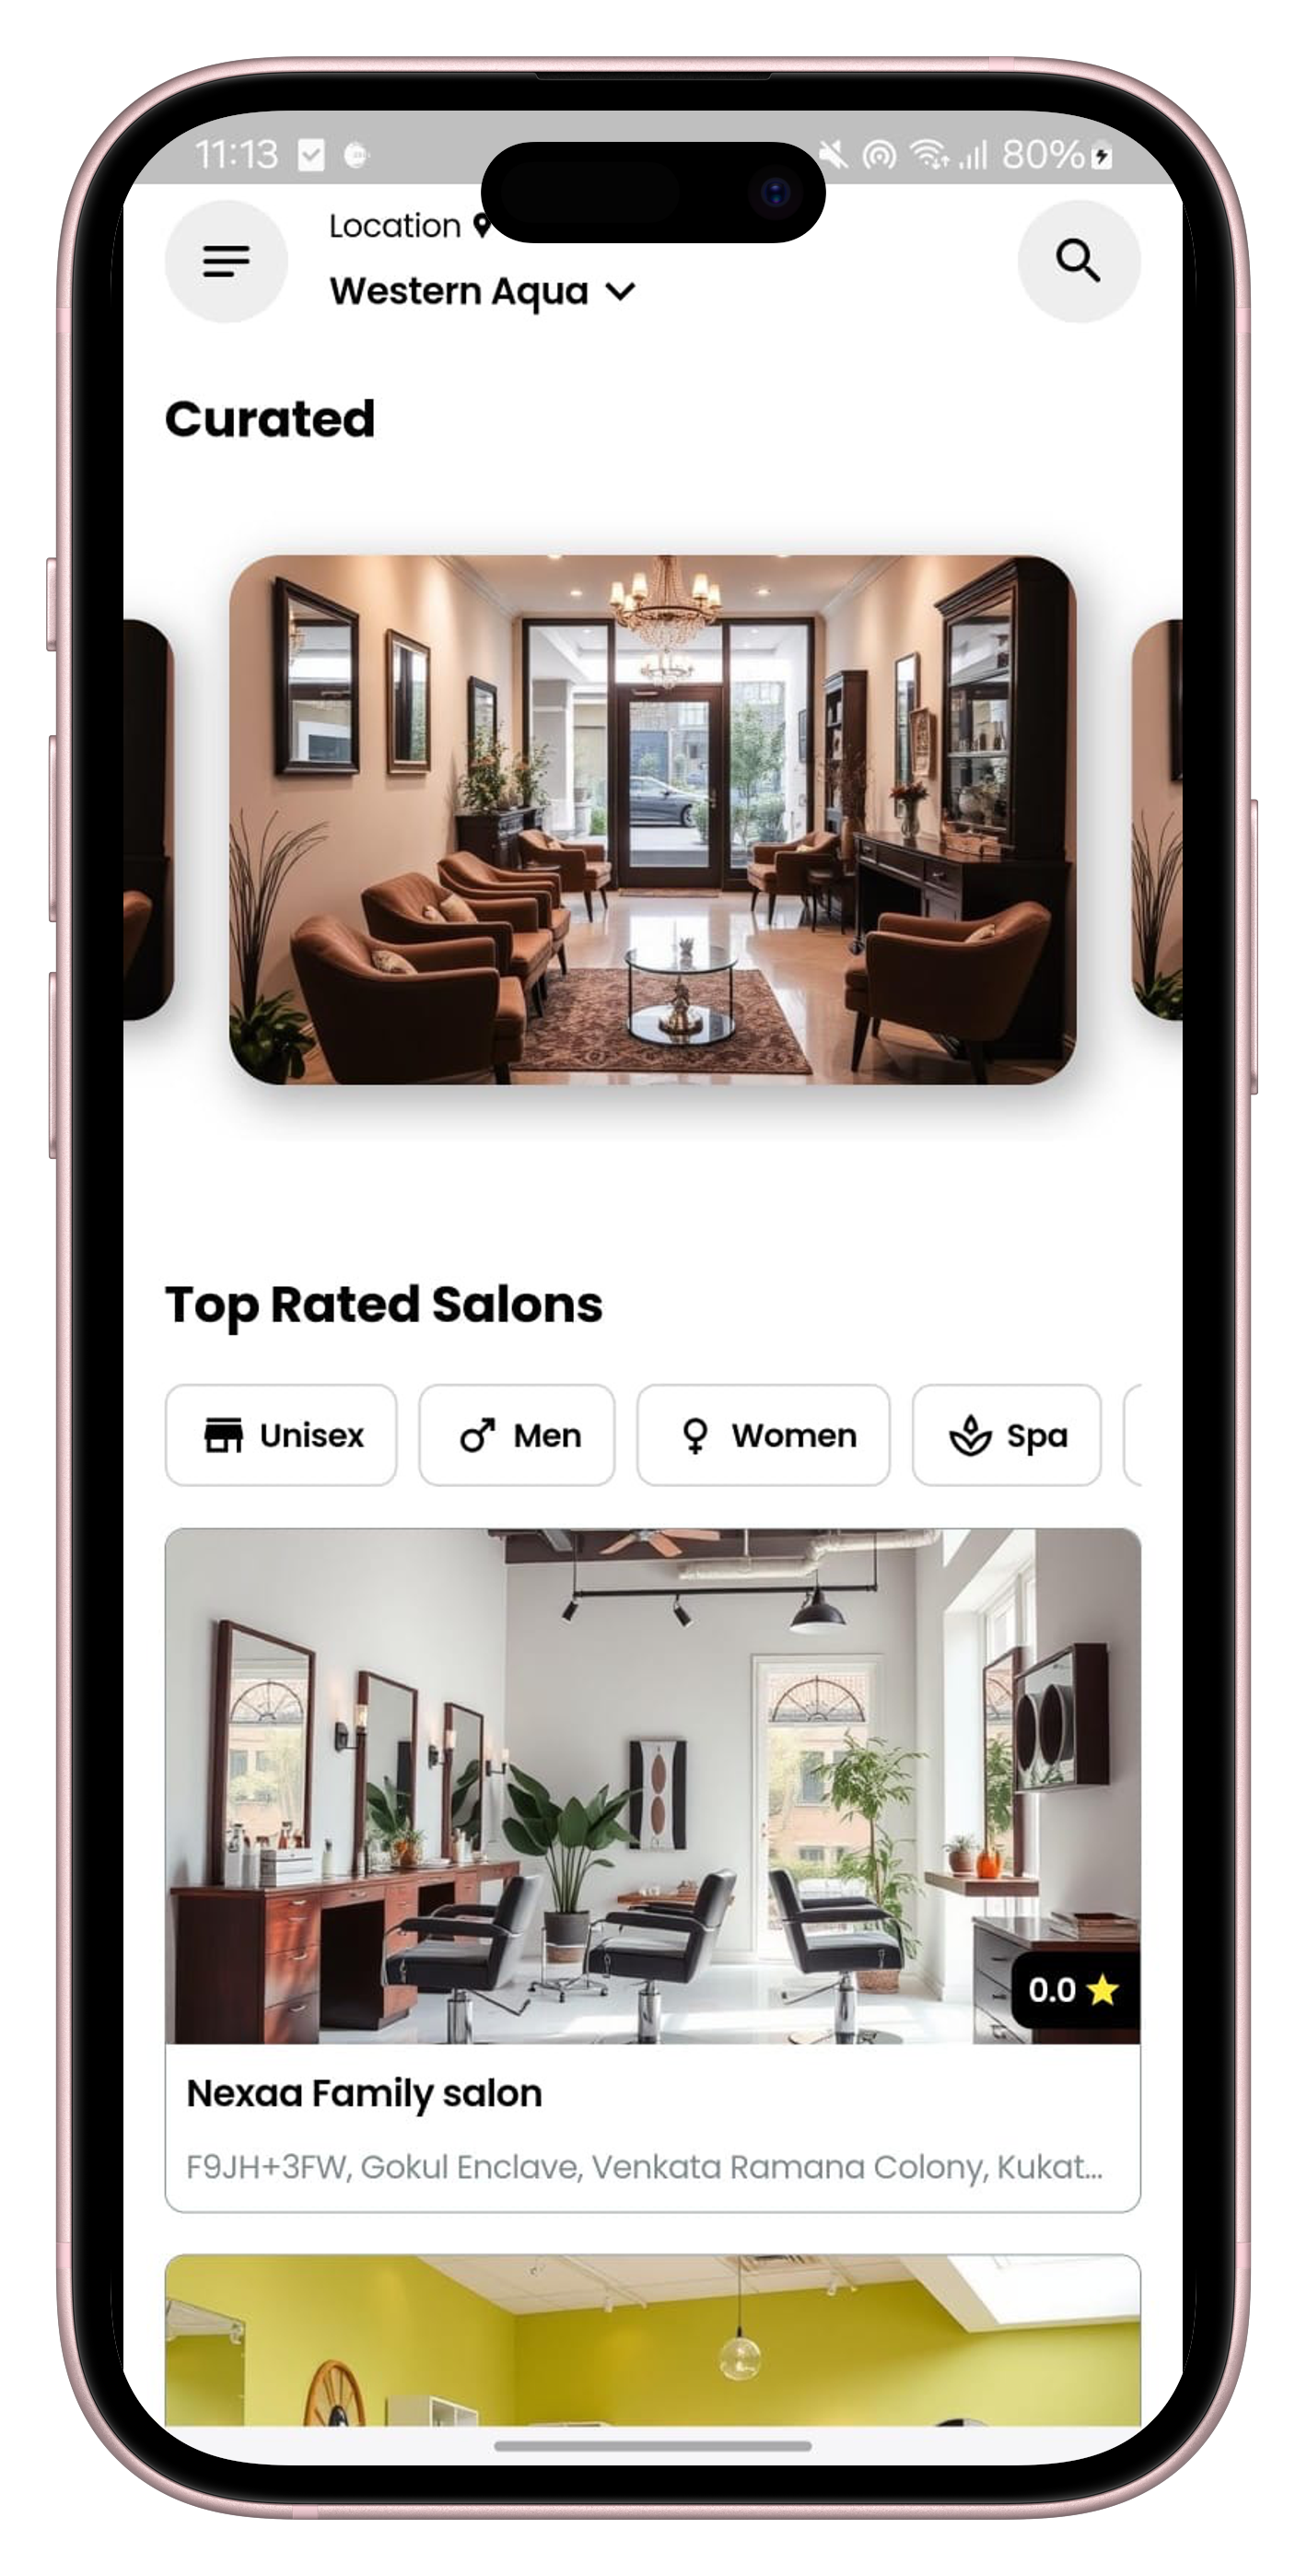 11:13
80%
Location
Western Aqua
Curated
Top Rated Salons
Unisex
Men
Women
Spa
0.0
Nexaa Family salon
F9JH+3FW, Gokul Enclave, Venkata Ramana Colony, Kukat...